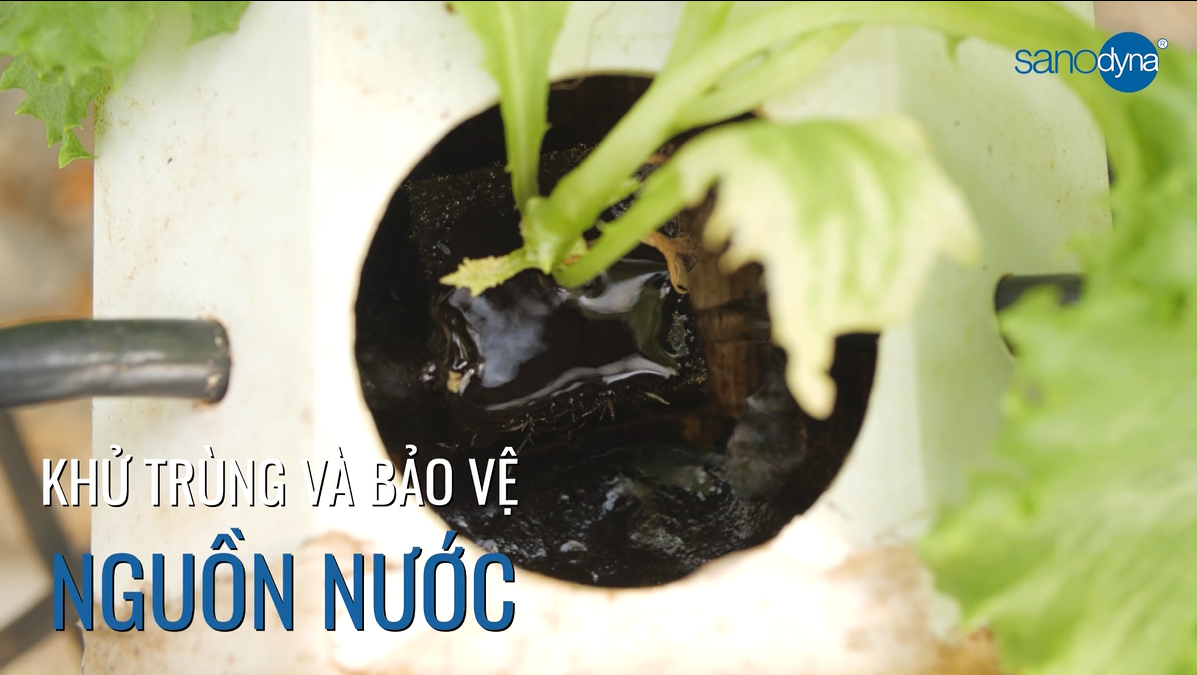 sanodyna®
KHỬ TRÙNG VÀ BẢO VỆ
NGUỒN NƯỚC